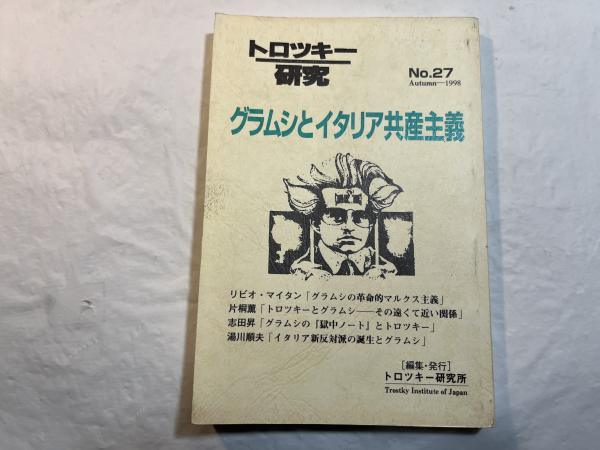 トロツキー
研究
No.27
Autumn—1998
グラムシとイタリア共産主義
リビオ・マイタン「グラムシの革命的マルクス主義」
片桐薫「トロツキーとグラムシ──その遠くて近い関係」
志田昇「グラムシの『獄中ノート』とトロツキー」
湯川順夫「イタリア新反対派の誕生とグラムシ」
[編集・発行]
トロツキー研究所
Trostky Institute of Japan